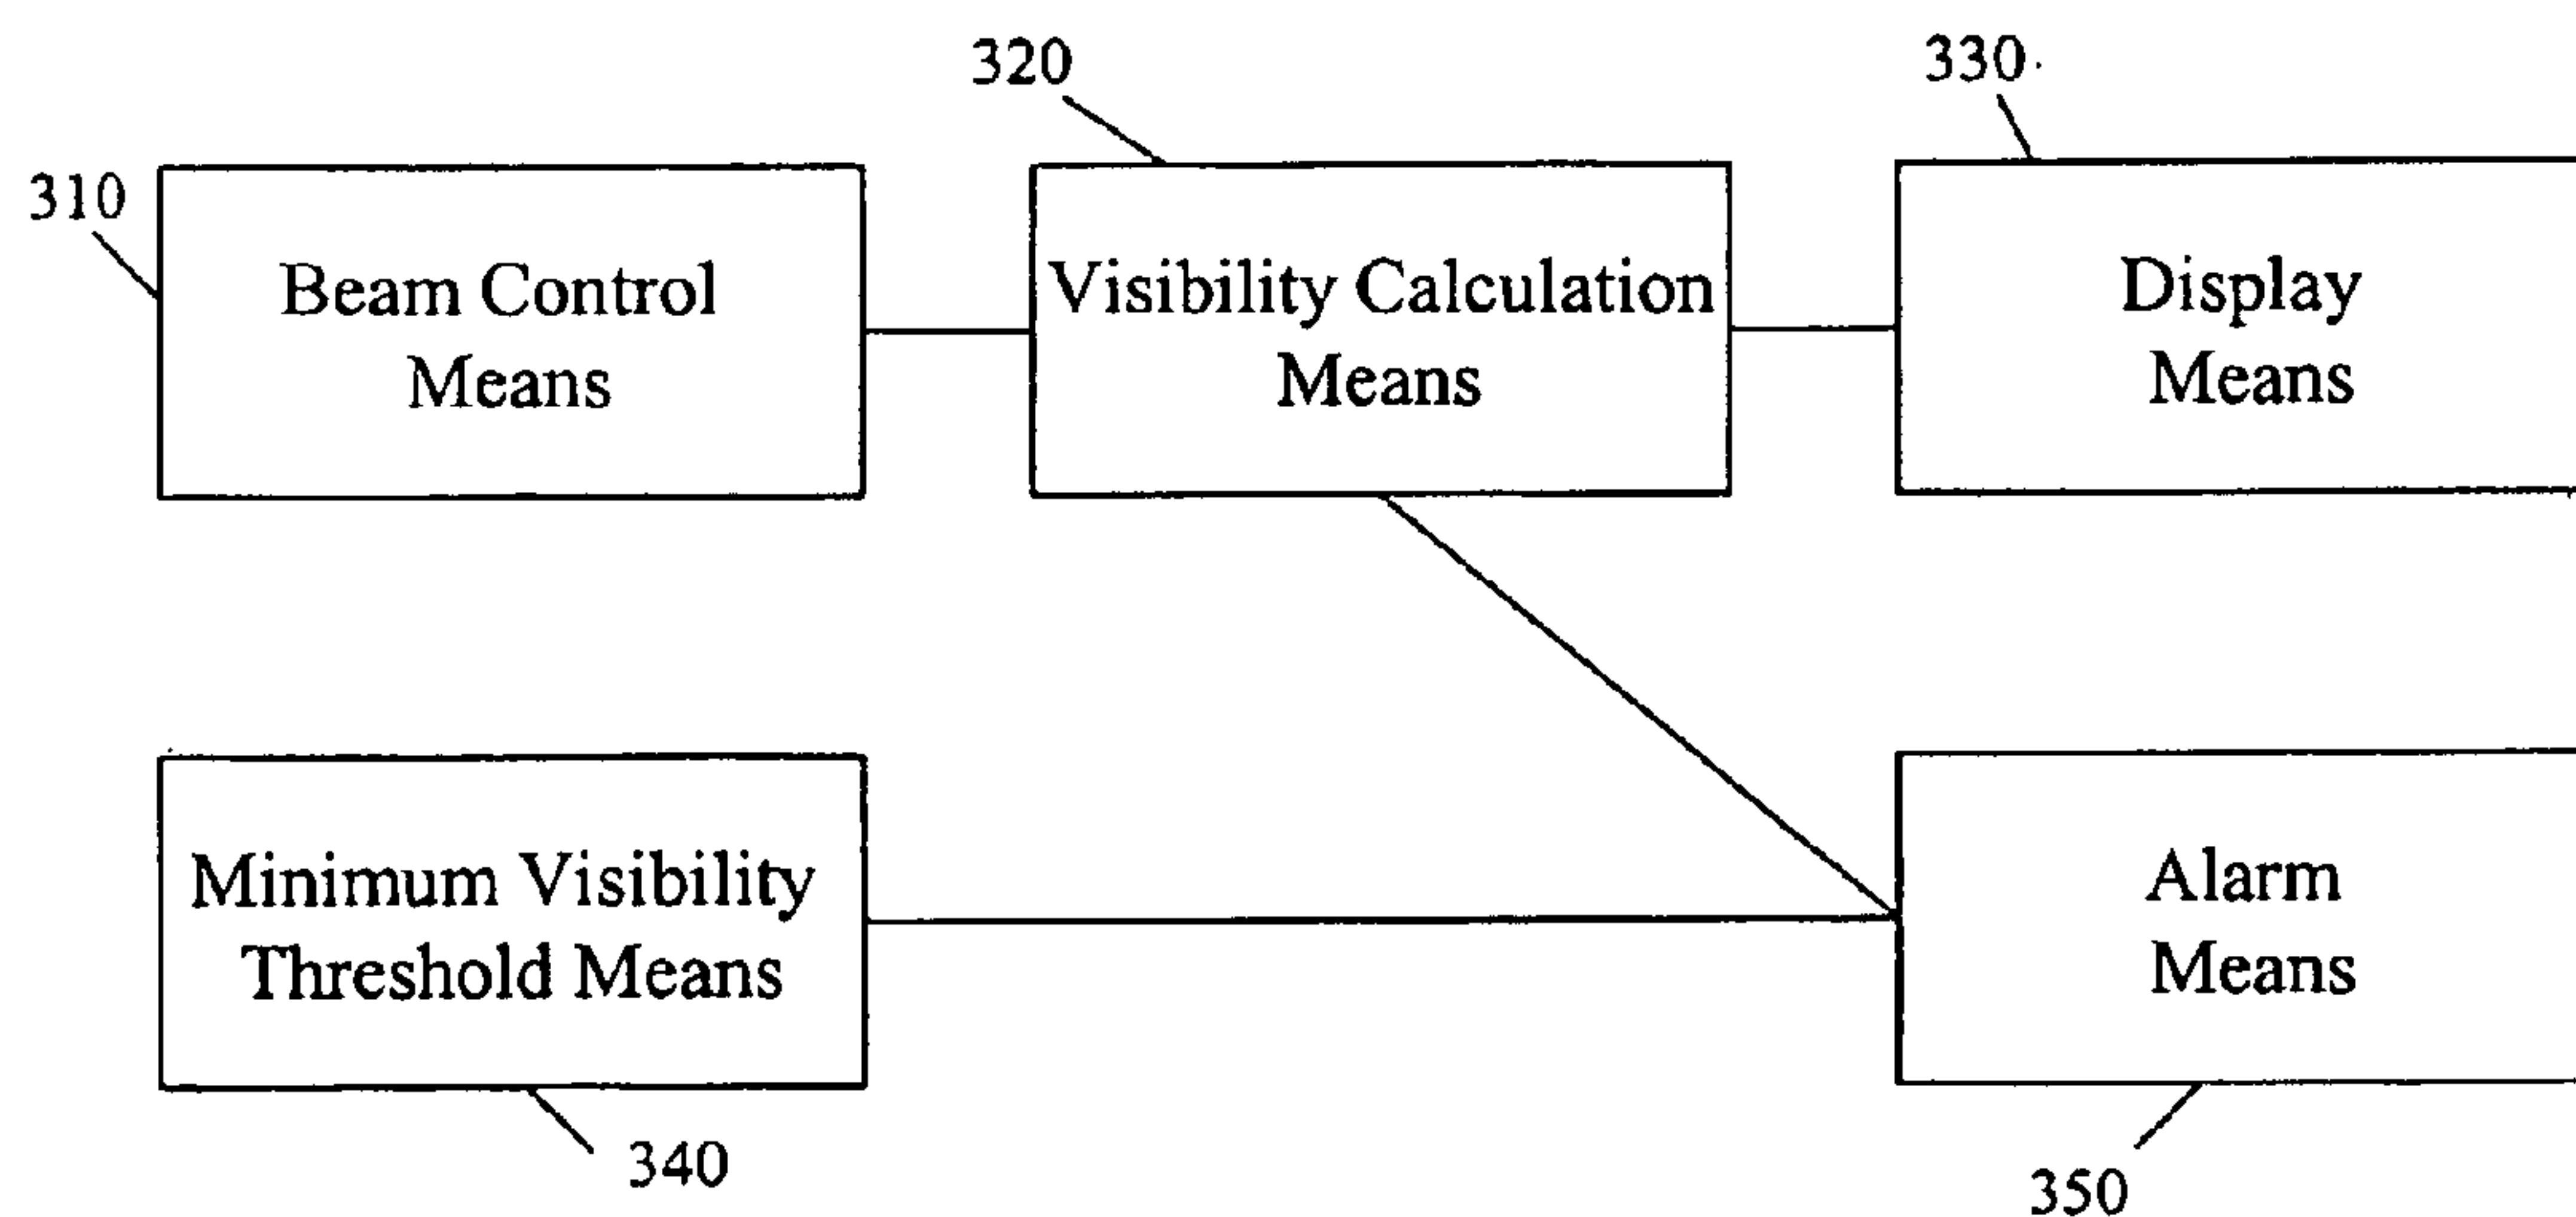 320
330
310
Beam Control
Means
Visibility Calculation
Means
Display
Means
Minimum Visibility
Threshold Means
Alarm
Means
340
350